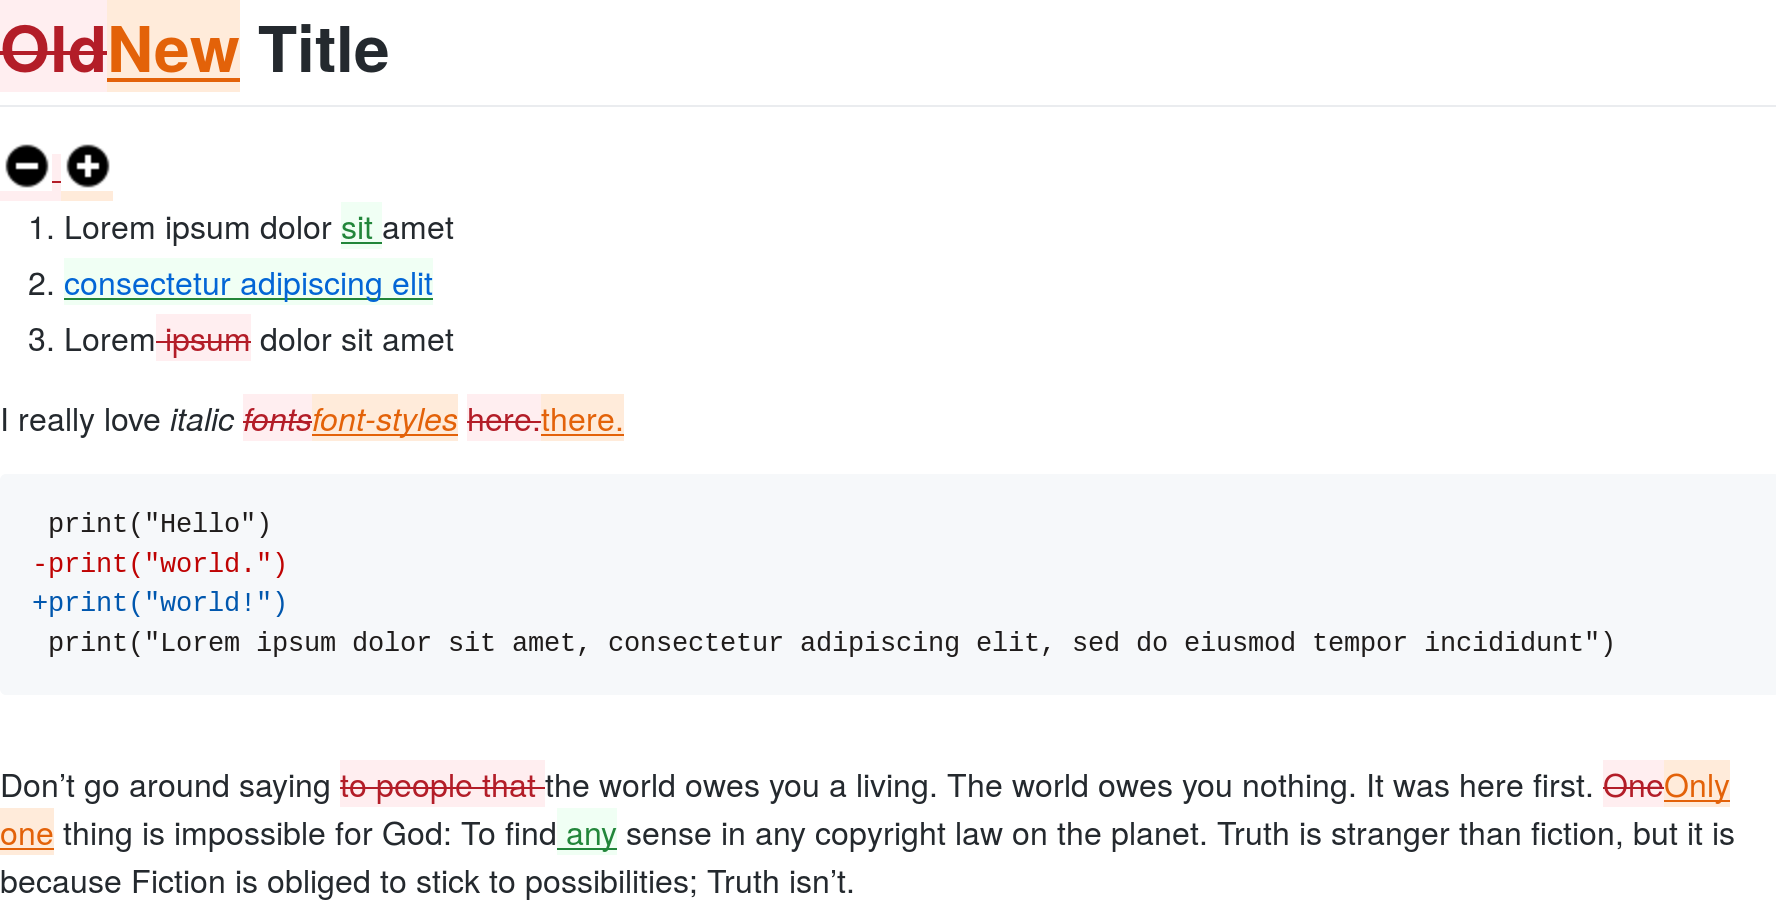 OldNew Title
1. Lorem ipsum dolor sit amet
2. consectetur adipiscing elit
3. Lorem ipsum dolor sit amet
I really love italic fontsfont-styles here.there.
 print("Hello")
-print("world.")
+print("world!")
 print("Lorem ipsum dolor sit amet, consectetur adipiscing elit, sed do eiusmod tempor incididunt")
Don’t go around saying to people that the world owes you a living. The world owes you nothing. It was here first. OneOnly
one thing is impossible for God: To find any sense in any copyright law on the planet. Truth is stranger than fiction, but it is
because Fiction is obliged to stick to possibilities; Truth isn’t.